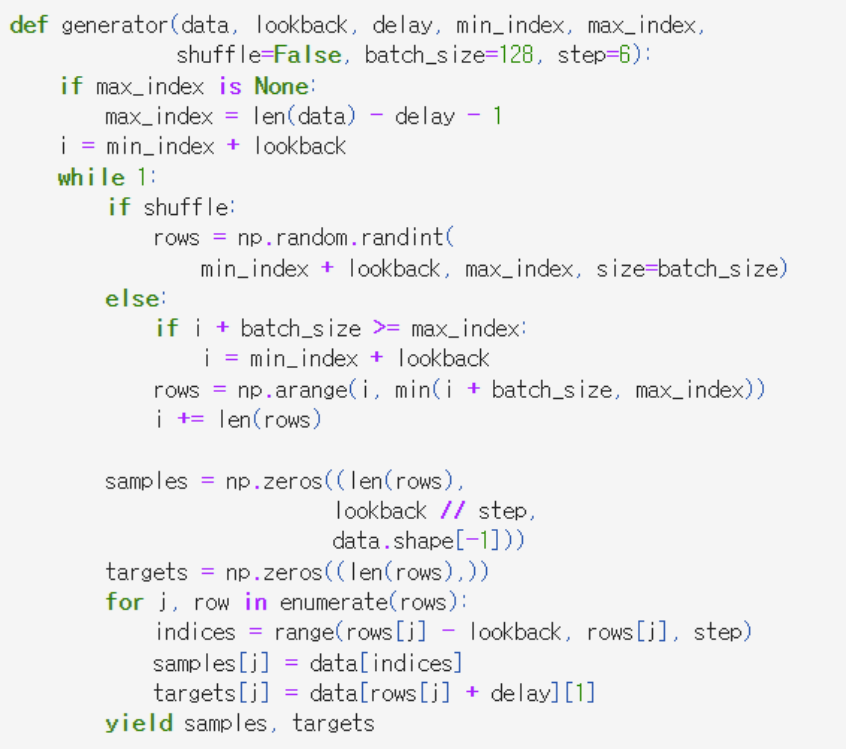 def generator(data, lookback, delay, min_index, max_index,
              shuffle=False, batch_size=128, step=6):
    if max_index is None:
        max_index = len(data) - delay - 1
    i = min_index + lookback
    while 1:
        if shuffle:
            rows = np.random.randint(
                min_index + lookback, max_index, size=batch_size)
        else:
            if i + batch_size >= max_index:
                i = min_index + lookback
            rows = np.arange(i, min(i + batch_size, max_index))
            i += len(rows)

        samples = np.zeros((len(rows),
                           lookback // step,
                           data.shape[-1]))
        targets = np.zeros((len(rows),))
        for j, row in enumerate(rows):
            indices = range(rows[j] - lookback, rows[j], step)
            samples[j] = data[indices]
            targets[j] = data[rows[j] + delay][1]
        yield samples, targets